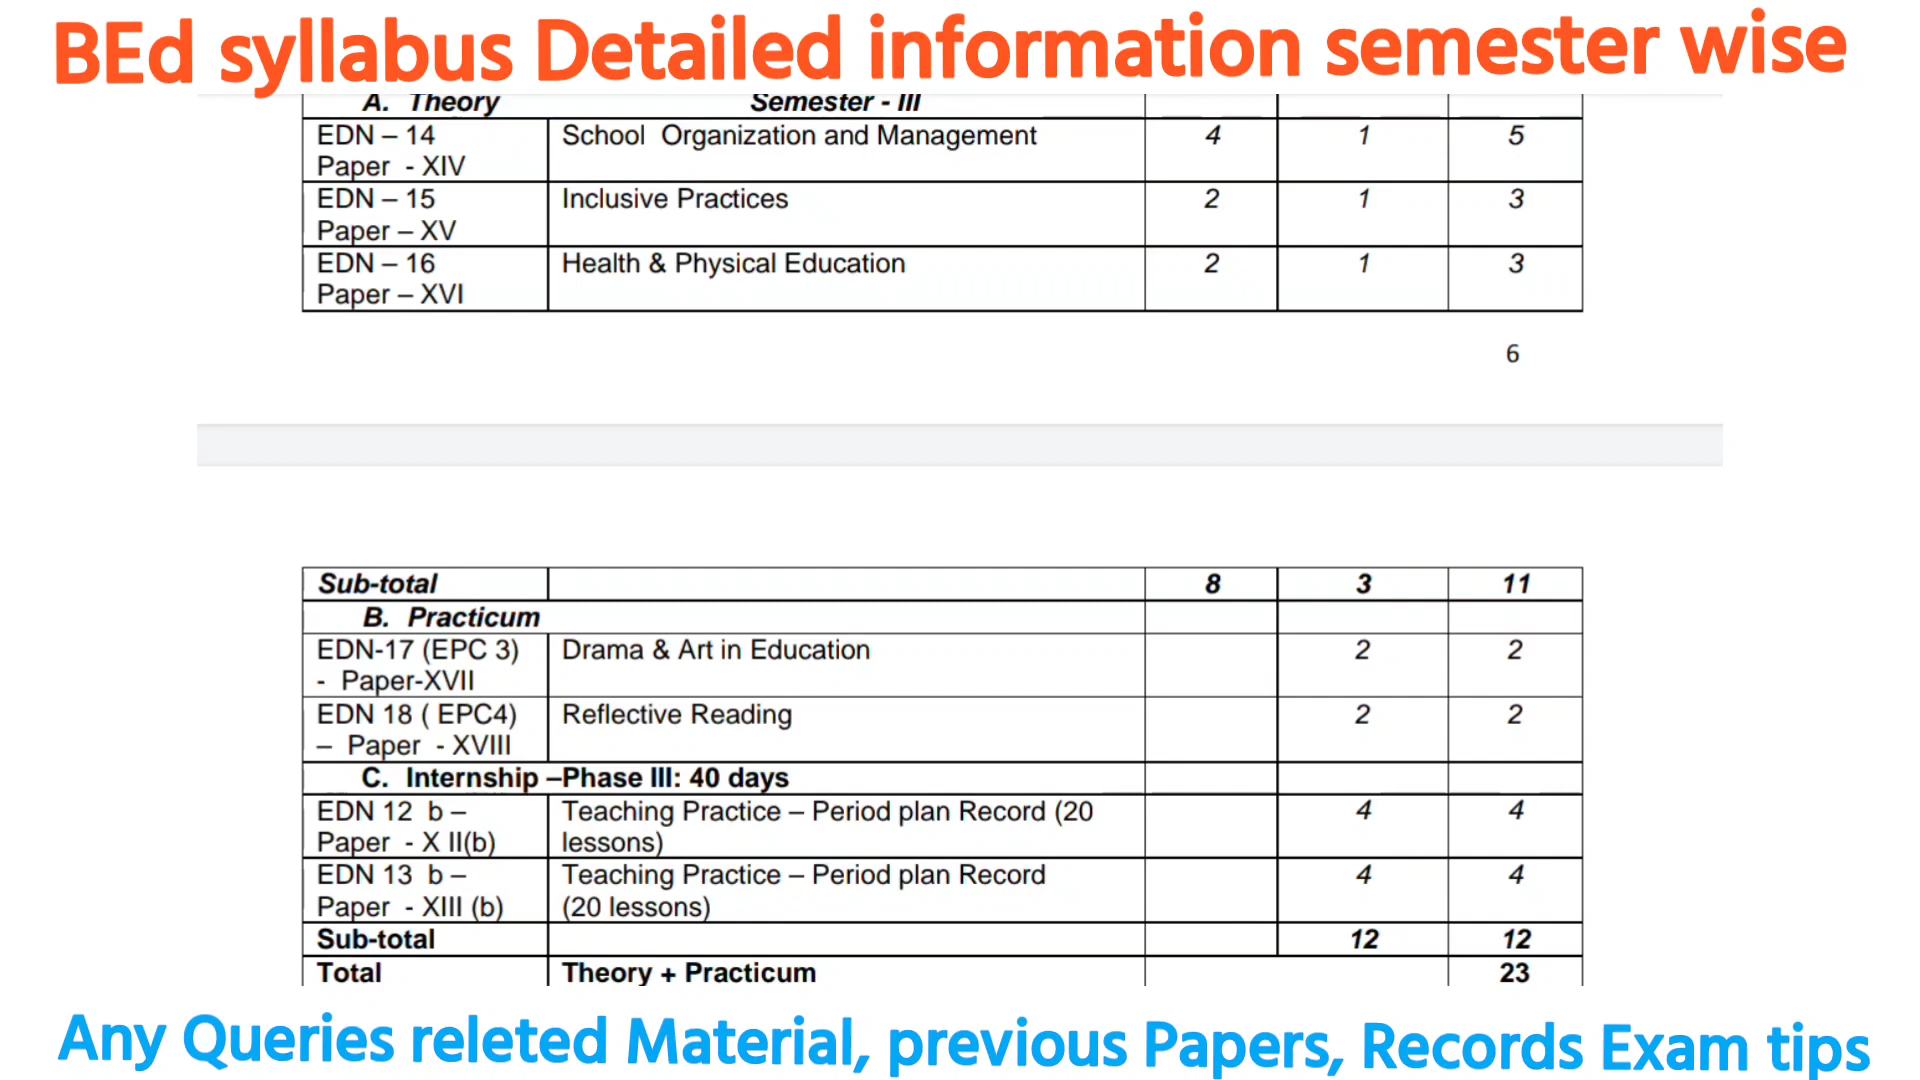 BEd syllabus Detailed information semester wise
A. Theory Semester - III
EDN – 14 School Organization and Management 4 1 5
Paper - XIV
EDN – 15 Inclusive Practices 2 1 3
Paper – XV
EDN – 16 Health & Physical Education 2 1 3
Paper – XVI
6
Sub-total 8 3 11
B. Practicum
EDN-17 (EPC 3) Drama & Art in Education 2 2
- Paper-XVII
EDN 18 ( EPC4) Reflective Reading 2 2
– Paper - XVIII
C. Internship –Phase III: 40 days
EDN 12 b – Teaching Practice – Period plan Record (20 4 4
Paper - X II(b) lessons)
EDN 13 b – Teaching Practice – Period plan Record 4 4
Paper - XIII (b) (20 lessons)
Sub-total 12 12
Total Theory + Practicum 23
Any Queries releted Material, previous Papers, Records Exam tips